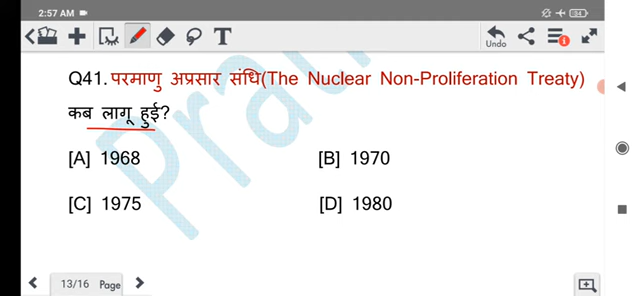 2:57 AM
34
T
Undo
Q41. परमाणु अप्रसार संधि(The Nuclear Non-Proliferation Treaty)
कब लागू हुई?
[A] 1968
[B] 1970
[C] 1975
[D] 1980
13/16 Page